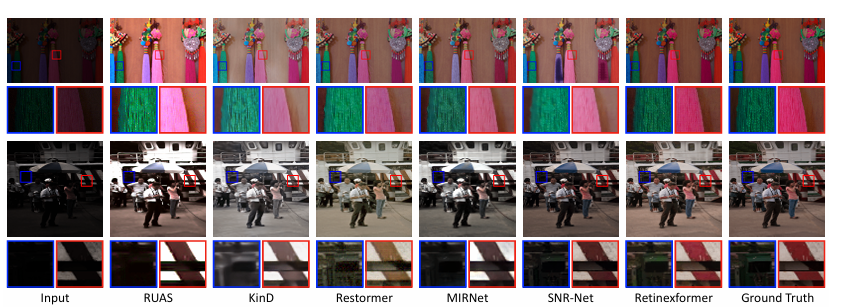 Input RUAS KinD Restormer MIRNet SNR-Net Retinexformer Ground Truth